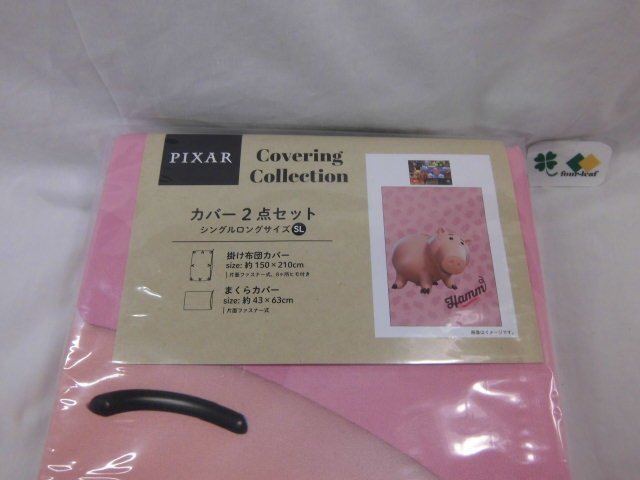 PIXAR
Covering
Collection
カバー2点セット
シングルロングサイズ SL
掛け布団カバー
size: 約 150×210cm
片面ファスナー式、8ヶ所ヒモ付き
まくらカバー
size: 約 43×63cm
片面ファスナー式
Hamm
画像はイメージです。
four-leaf